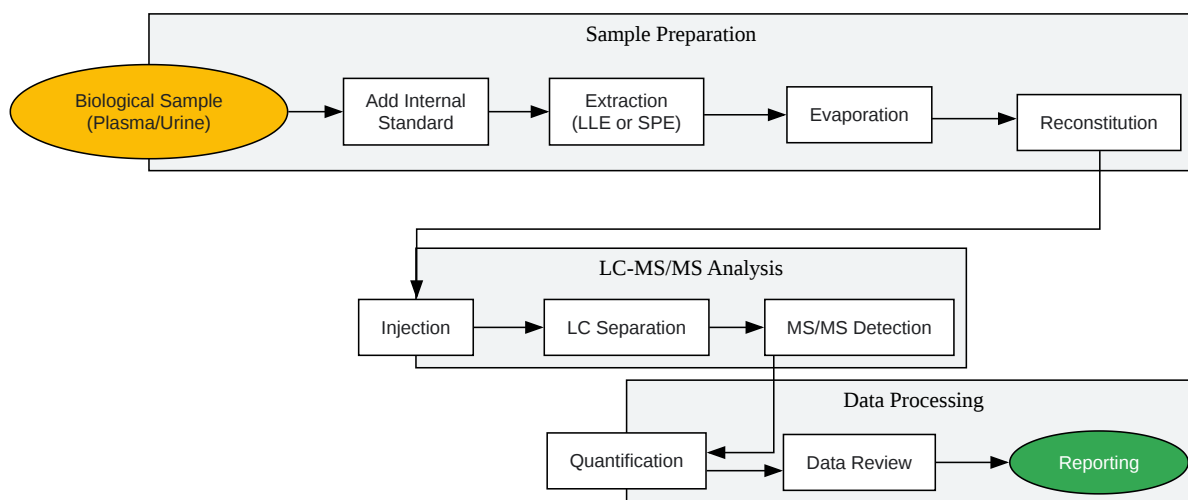 Sample Preparation
Biological Sample
(Plasma/Urine)
Add Internal
Standard
Extraction
(LLE or SPE)
Evaporation
Reconstitution
LC-MS/MS Analysis
Injection
LC Separation
MS/MS Detection
Data Processing
Quantification
Data Review
Reporting